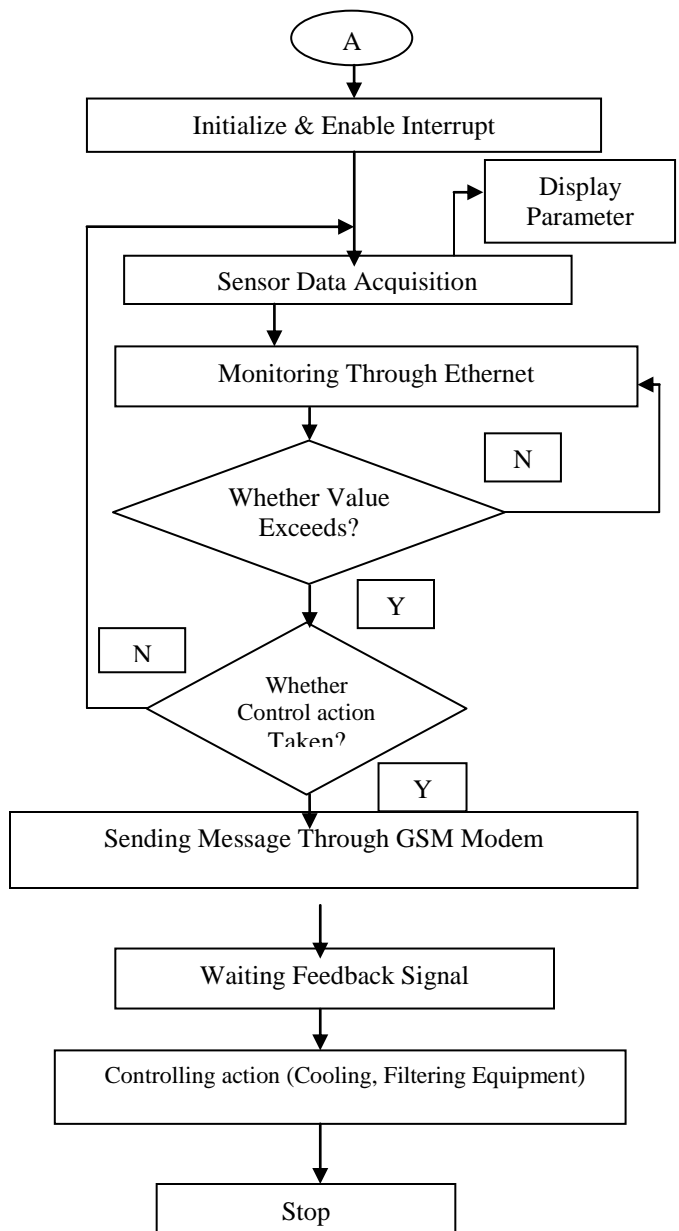 A
Initialize & Enable Interrupt
Display
Parameter
Sensor Data Acquisition
Monitoring Through Ethernet
N
Whether Value
Exceeds?
Y
N
Whether
Control action
Taken?
Y
Sending Message Through GSM Modem
Waiting Feedback Signal
Controlling action (Cooling, Filtering Equipment)
Stop